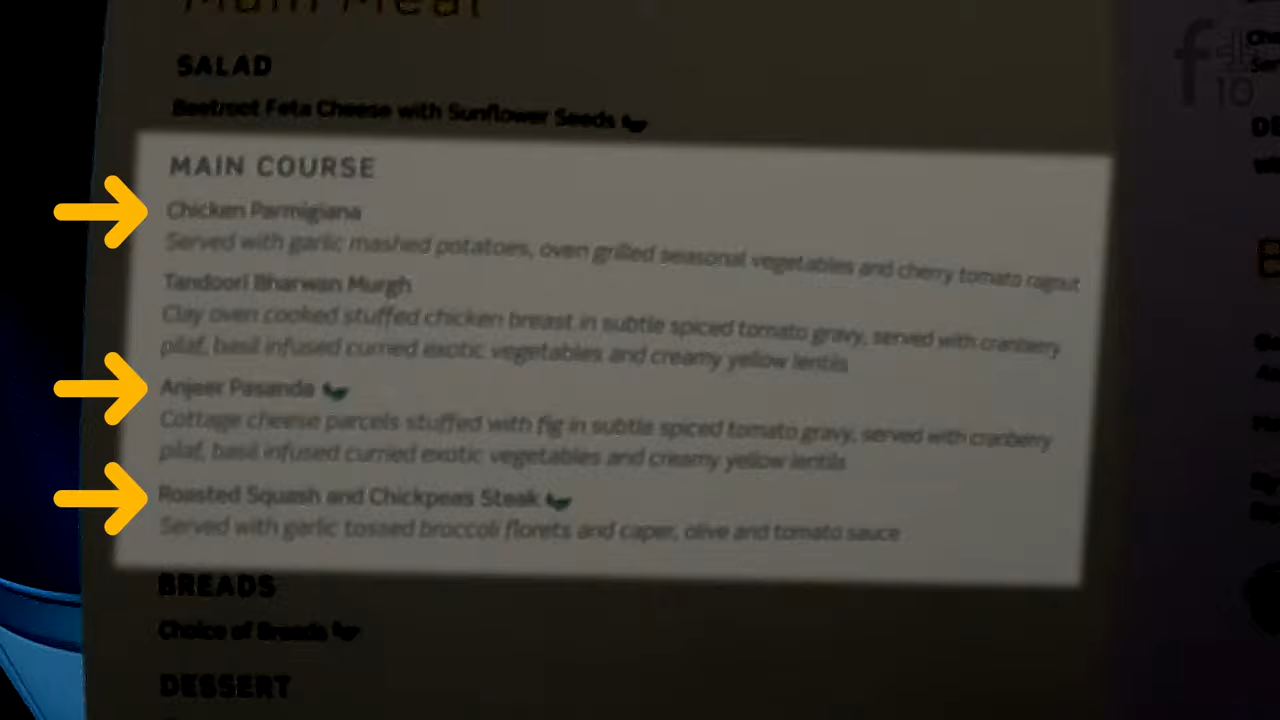 Main Meal
SALAD
Beetroot Feta Cheese with Sunflower Seeds
MAIN COURSE
Chicken Parmigiana
Served with garlic mashed potatoes, oven grilled seasonal vegetables and cherry tomato ragout
Tandoori Bharwan Murgh
Clay oven cooked stuffed chicken breast in subtle spiced tomato gravy, served with cranberry
pilaf, basil infused curried exotic vegetables and creamy yellow lentils
Anjeer Pasanda
Cottage cheese parcels stuffed with fig in subtle spiced tomato gravy, served with cranberry
pilaf, basil infused curried exotic vegetables and creamy yellow lentils
Roasted Squash and Chickpeas Steak
Served with garlic tossed broccoli florets and caper, olive and tomato sauce
BREADS
Choice of Breads
DESSERT